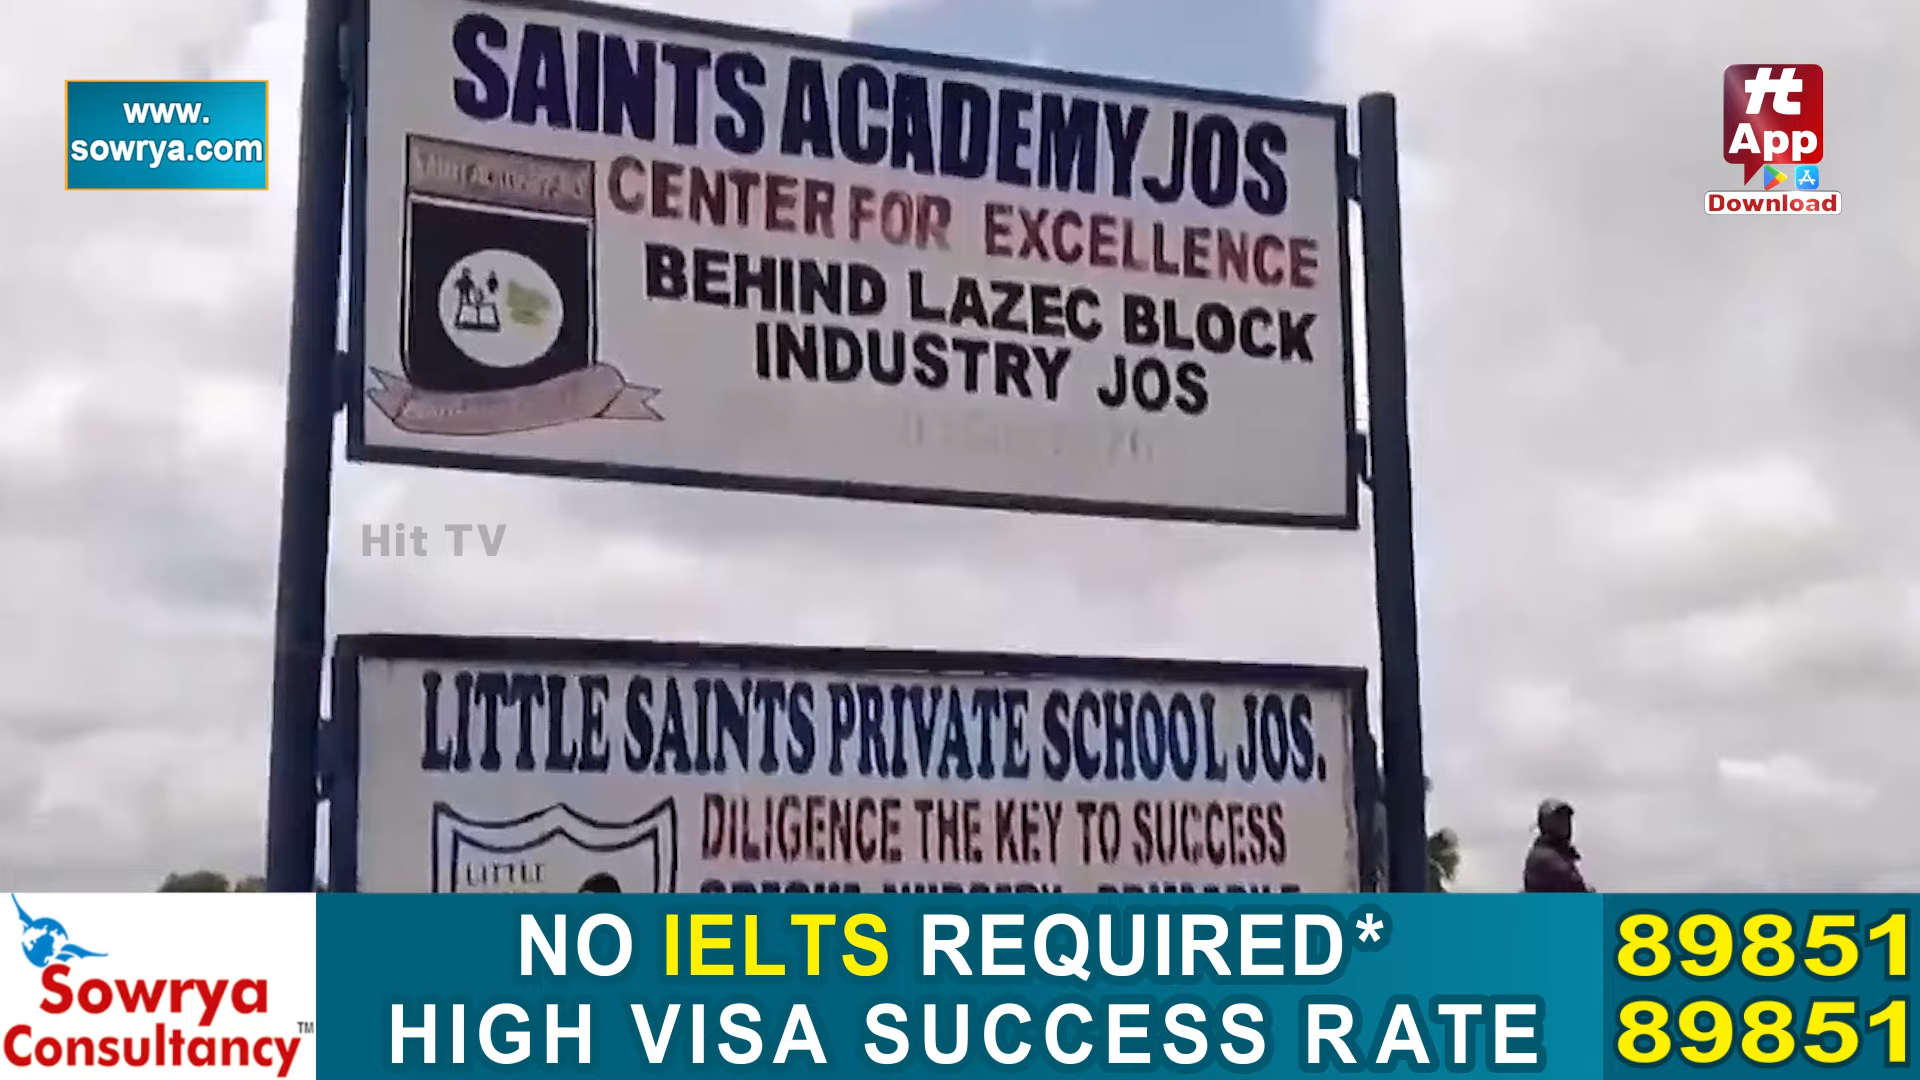 SAINTS ACADEMY JOS
CENTER FOR EXCELLENCE
BEHIND LAZEC BLOCK
INDUSTRY JOS
www.
sowrya.com
tt
App
Download
Hit TV
LITTLE SAINTS PRIVATE SCHOOL JOS.
DILIGENCE THE KEY TO SUCCESS
LITTLE
Sowrya
Consultancy™
NO IELTS REQUIRED*
HIGH VISA SUCCESS RATE
89851
89851